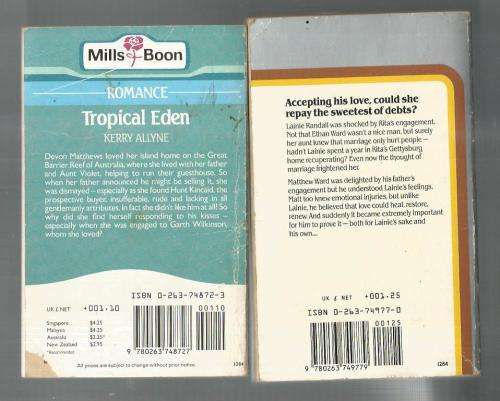 Mills & Boon
ROMANCE
Tropical Eden
KERRY ALLYNE
Devon Matthews loved her island home on the Great
Barrier Reef of Australia, where she lived with her father
and Aunt Violet, helping to run their guesthouse. So
when her father announced he might be selling it, she
was dismayed – especially as she found Hunt Kincaid, the
prospective buyer, insufferable, rude and lacking in all
gentlemanly attributes. In fact she didn't like him at all! So
why did she find herself responding to his kisses –
especially when she was engaged to Garth Wilkinson,
whom she loved?
ISBN 0-263-74872-3
UK £ NET +001.10 00110
Singapore $4.25
Malaysia $4.25
Australia $2.25*
New Zealand $2.95
*Recommended
9 780263 748727
All prices are subject to change without prior notice.
1284
Accepting his love, could she
repay the sweetest of debts?
Lainie Randall was shocked by Rita's engagement.
Not that Ethan Ward wasn't a nice man, but surely
her aunt knew that marriage only hurt people –
hadn't Lainie spent a year in Rita's Gettysburg
home recuperating? Even now the thought of
marriage frightened her.
Matthew Ward was delighted by his father's
engagement but he understood Lainie's feelings.
Matt too knew emotional injuries, but unlike
Lainie, he believed that love could heal, restore,
renew. And suddenly it became extremely important
for him to prove it – both for Lainie's sake and
his own....
UK £ NET +001.25
ISBN 0-263-74977-0
00125
9 780263 749779
1284